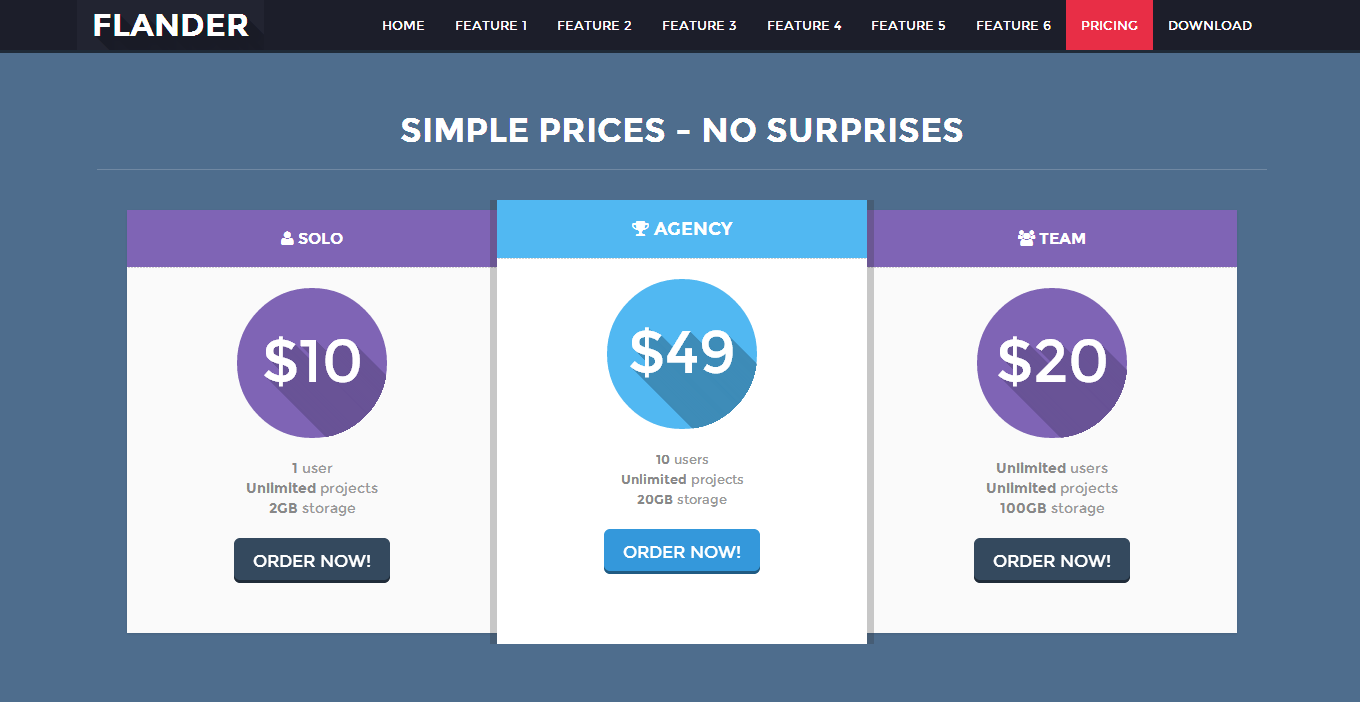 FLANDER
HOME FEATURE 1 FEATURE 2 FEATURE 3 FEATURE 4 FEATURE 5 FEATURE 6 PRICING DOWNLOAD
SIMPLE PRICES - NO SURPRISES
SOLO
$10
1 user
Unlimited projects
2GB storage
ORDER NOW!
AGENCY
$49
10 users
Unlimited projects
20GB storage
ORDER NOW!
TEAM
$20
Unlimited users
Unlimited projects
100GB storage
ORDER NOW!